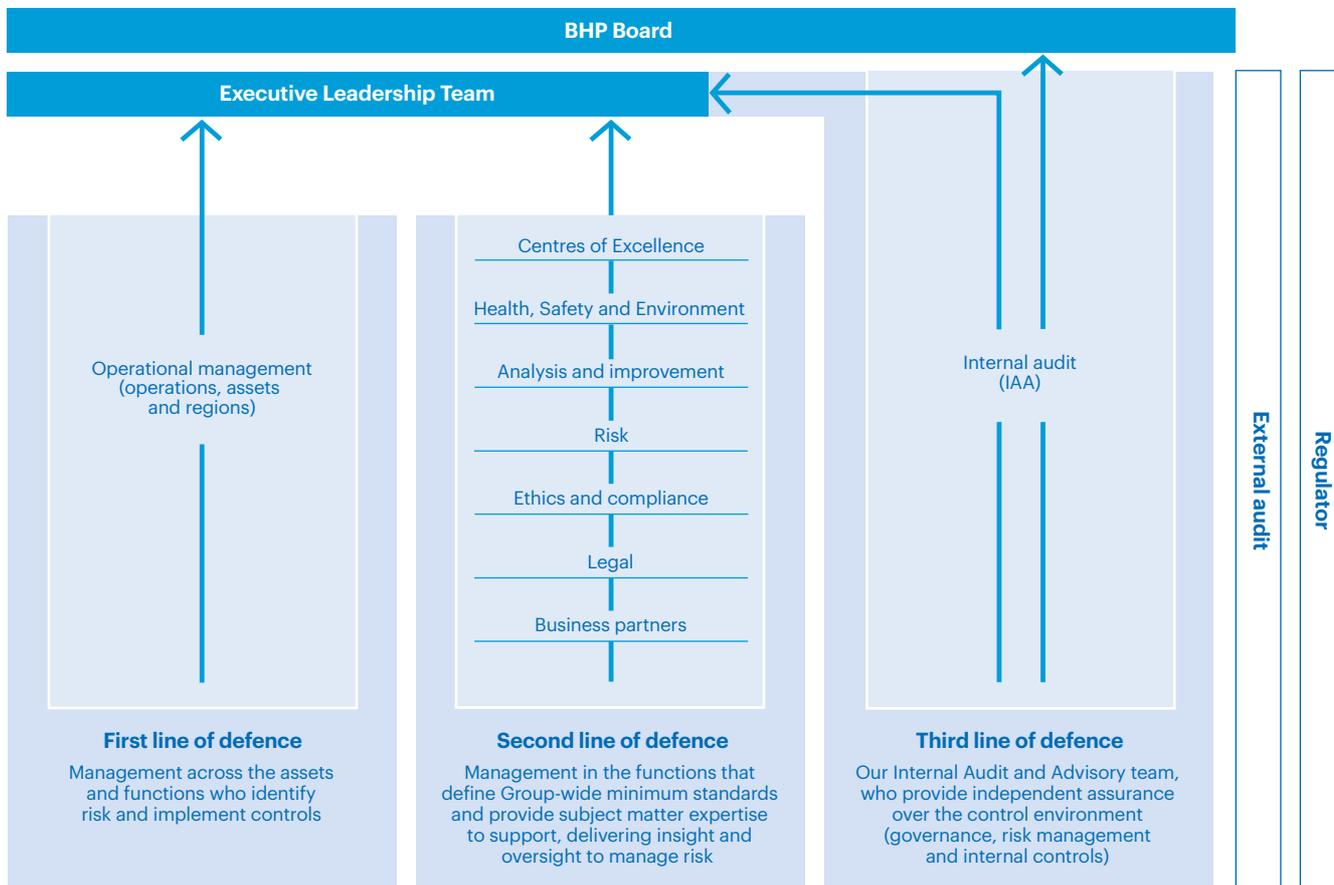 BHP Board
Executive Leadership Team
Operational management
(operations, assets
and regions)
First line of defence
Management across the assets
and functions who identify
risk and implement controls
Centres of Excellence
Health, Safety and Environment
Analysis and improvement
Risk
Ethics and compliance
Legal
Business partners
Second line of defence
Management in the functions that
define Group-wide minimum standards
and provide subject matter expertise
to support, delivering insight and
oversight to manage risk
Internal audit
(IAA)
Third line of defence
Our Internal Audit and Advisory team,
who provide independent assurance
over the control environment
(governance, risk management
and internal controls)
External audit
Regulator